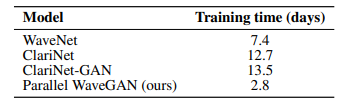 Model Training time (days)
WaveNet 7.4
ClariNet 12.7
ClariNet-GAN 13.5
Parallel WaveGAN (ours) 2.8